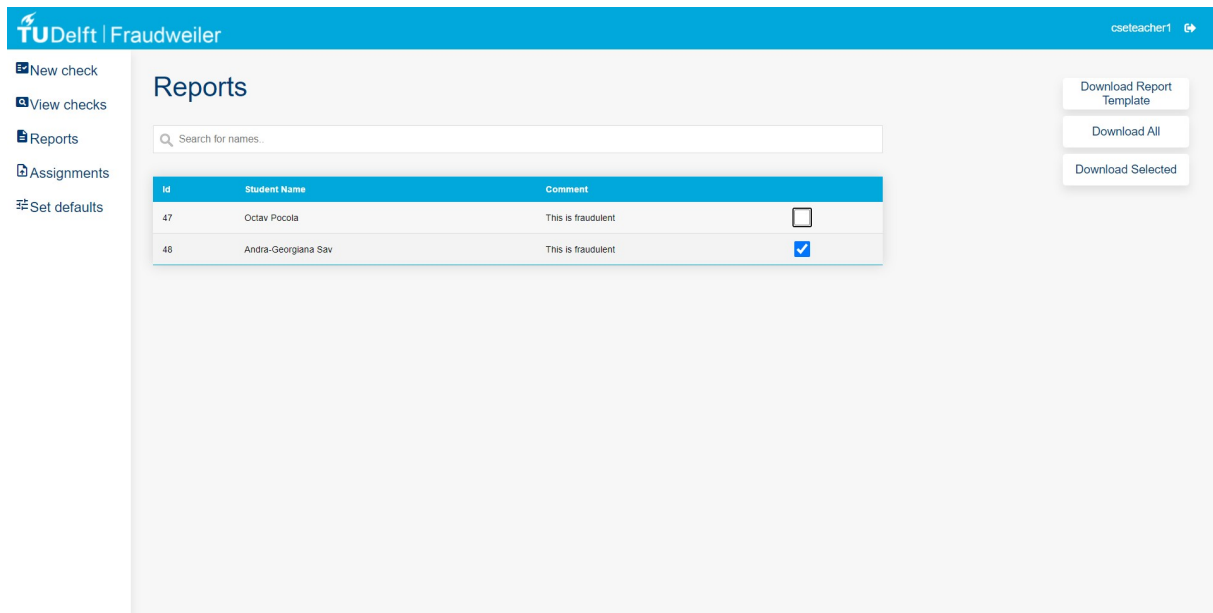 TUDelft | Fraudweiler
cseteacher1
New check
View checks
Reports
Assignments
Set defaults
Reports
Search for names..
Id Student Name Comment
47 Octav Pocola This is fraudulent
48 Andra-Georgiana Sav This is fraudulent
Download Report
Template
Download All
Download Selected